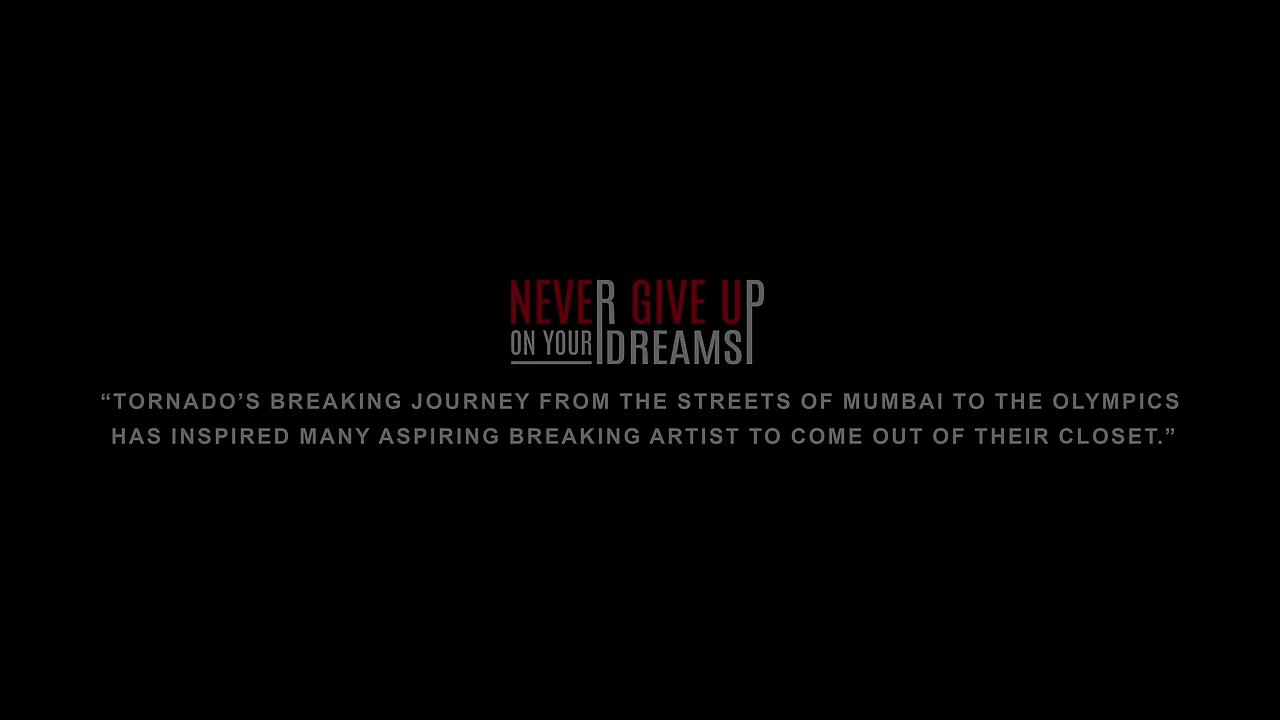 NEVER GIVE UP
ON YOUR DREAMS
“TORNADO’S BREAKING JOURNEY FROM THE STREETS OF MUMBAI TO THE OLYMPICS
HAS INSPIRED MANY ASPIRING BREAKING ARTIST TO COME OUT OF THEIR CLOSET.”